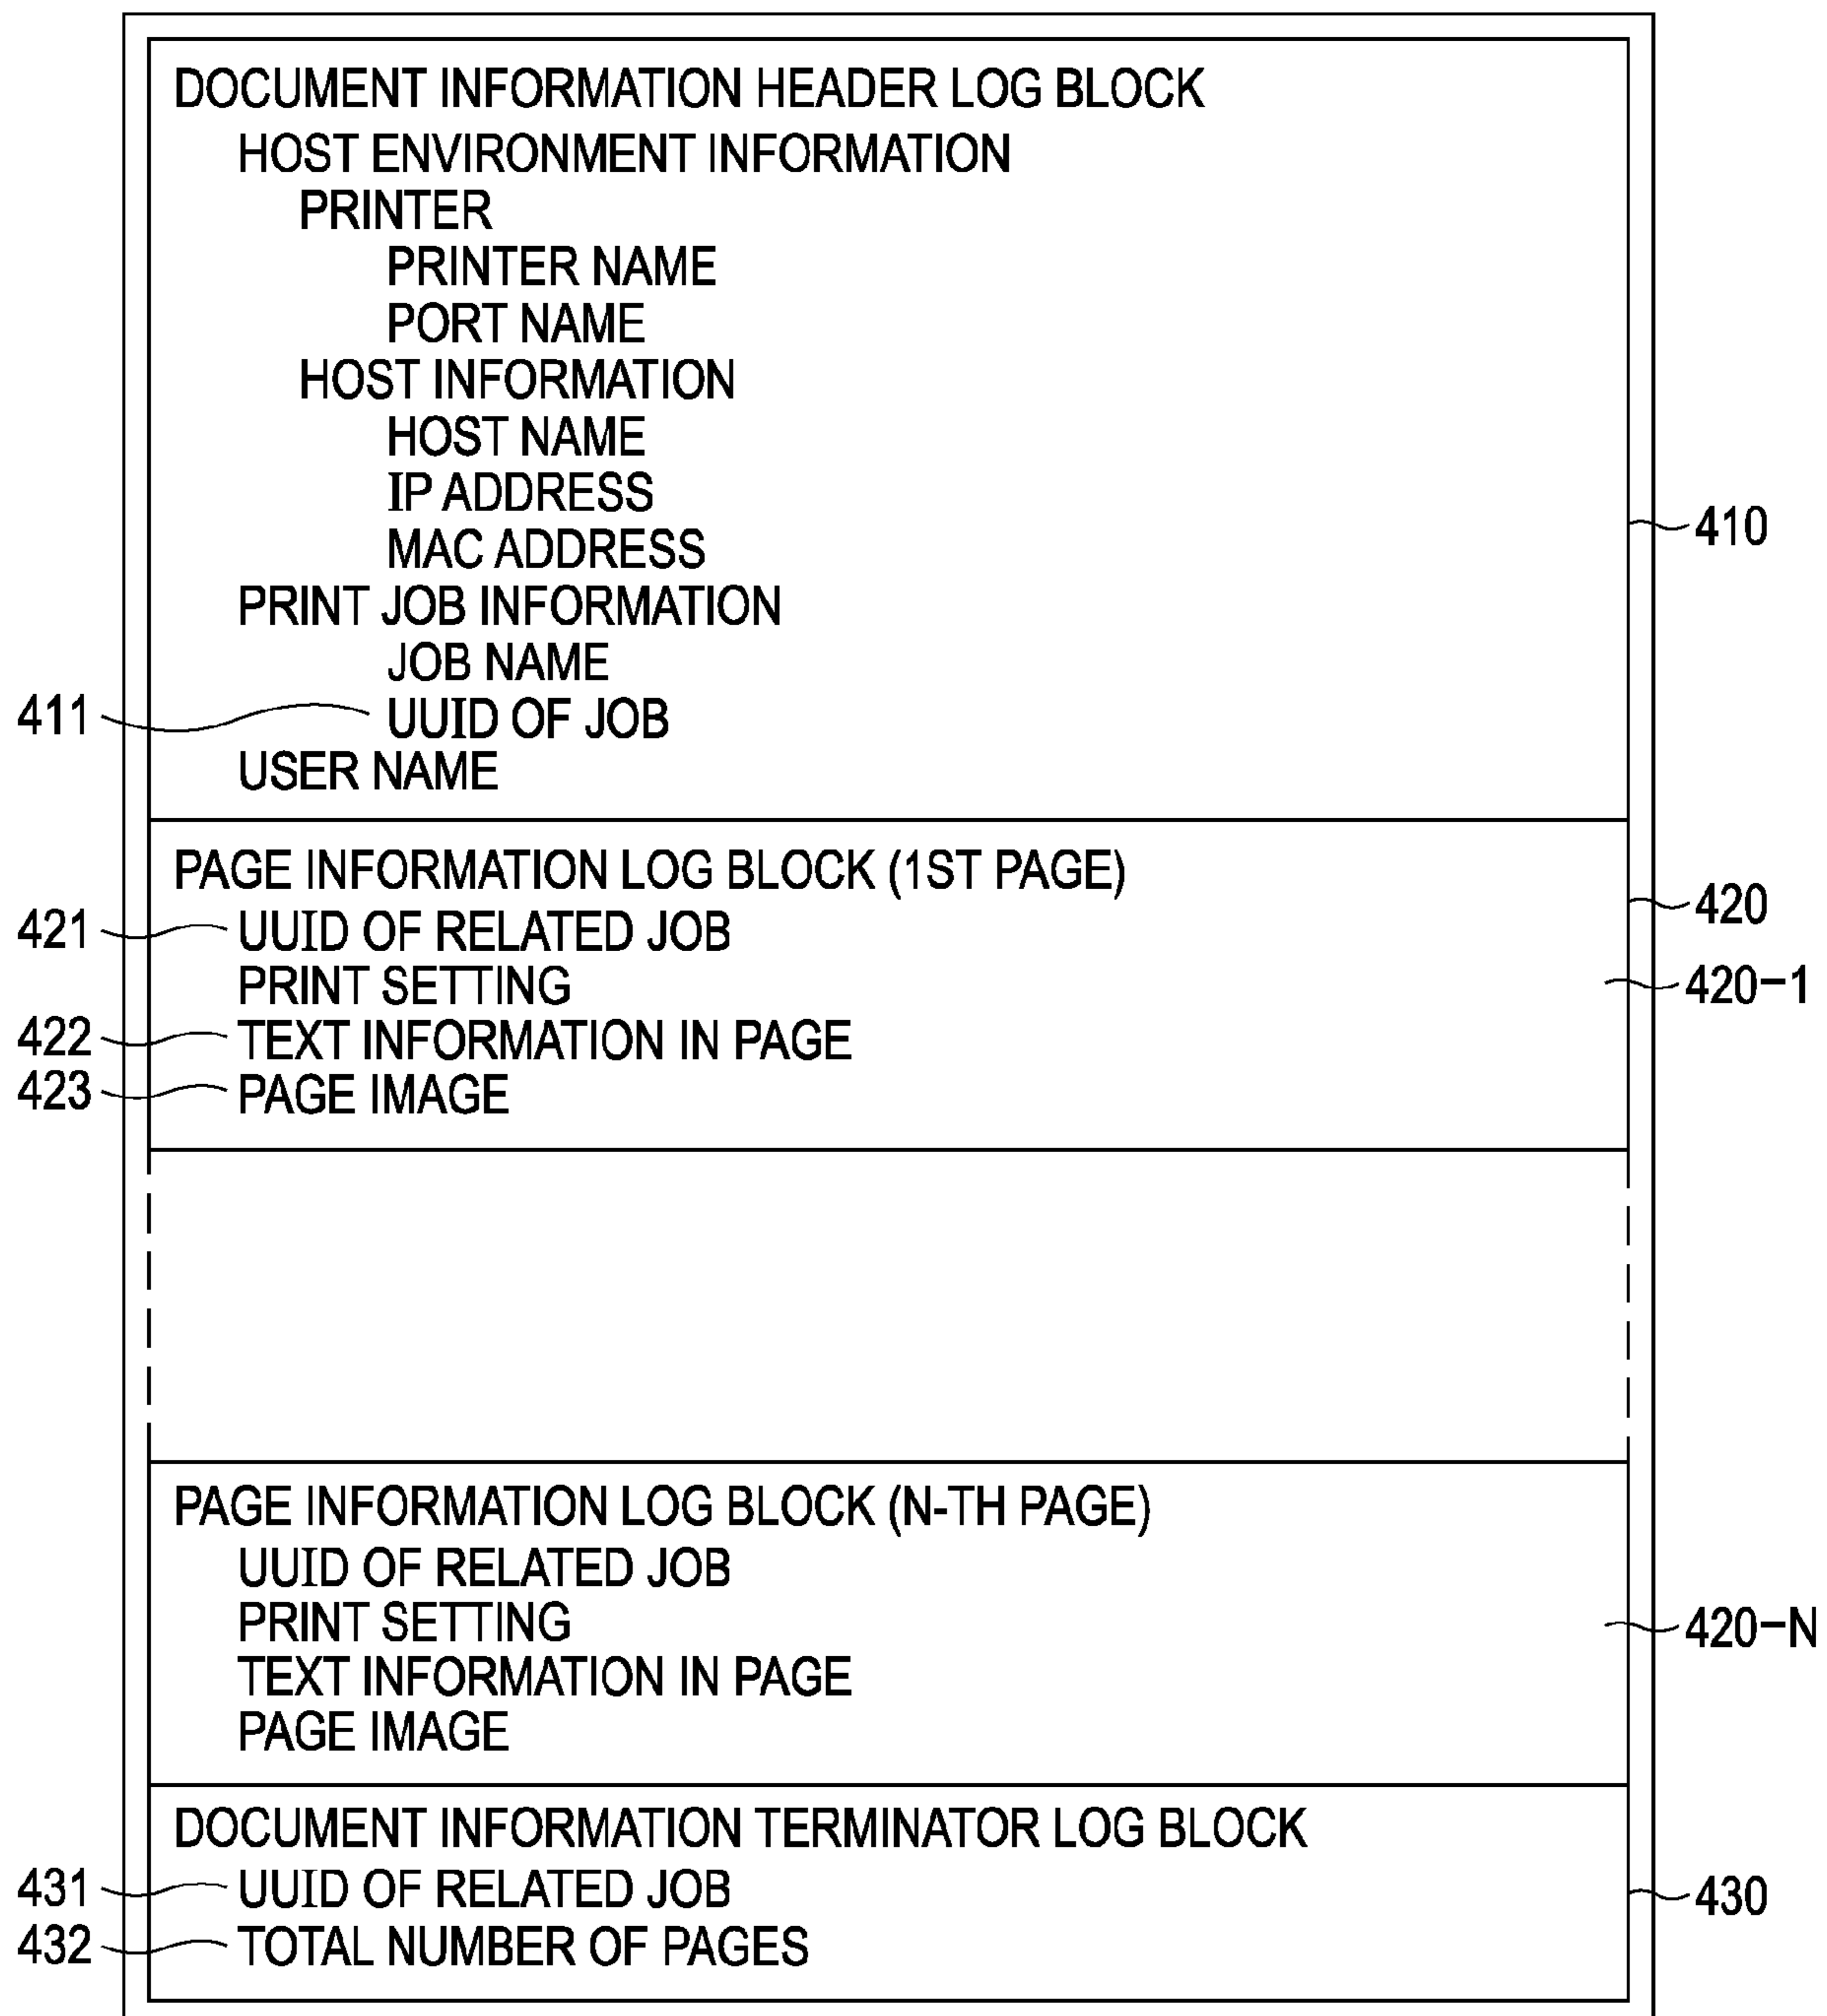 DOCUMENT INFORMATION HEADER LOG BLOCK
HOST ENVIRONMENT INFORMATION
PRINTER
PRINTER NAME
PORT NAME
HOST INFORMATION
HOST NAME
IP ADDRESS
MAC ADDRESS
410
PRINT JOB INFORMATION
JOB NAME
411 UUID OF JOB
USER NAME
PAGE INFORMATION LOG BLOCK (1ST PAGE)
420
421 UUID OF RELATED JOB
PRINT SETTING 420-1
422 TEXT INFORMATION IN PAGE
423 PAGE IMAGE
PAGE INFORMATION LOG BLOCK (N-TH PAGE)
UUID OF RELATED JOB
PRINT SETTING 420-N
TEXT INFORMATION IN PAGE
PAGE IMAGE
DOCUMENT INFORMATION TERMINATOR LOG BLOCK
431 UUID OF RELATED JOB 430
432 TOTAL NUMBER OF PAGES